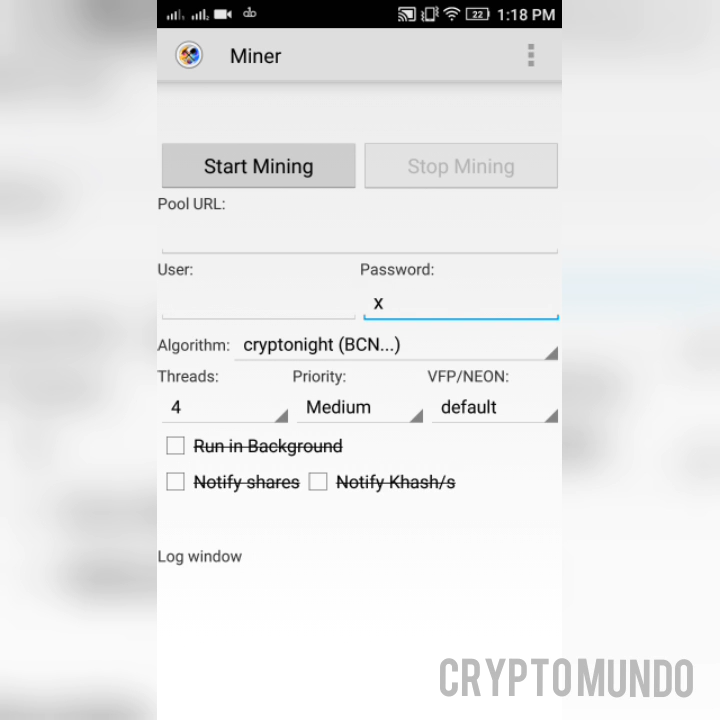 22 1:18 PM
Miner
Start Mining Stop Mining
Pool URL:
User: Password:
x
Algorithm: cryptonight (BCN...)
Threads: Priority: VFP/NEON:
4 Medium default
Run in Background
Notify shares Notify Khash/s
Log window
CRYPTOMUNDO